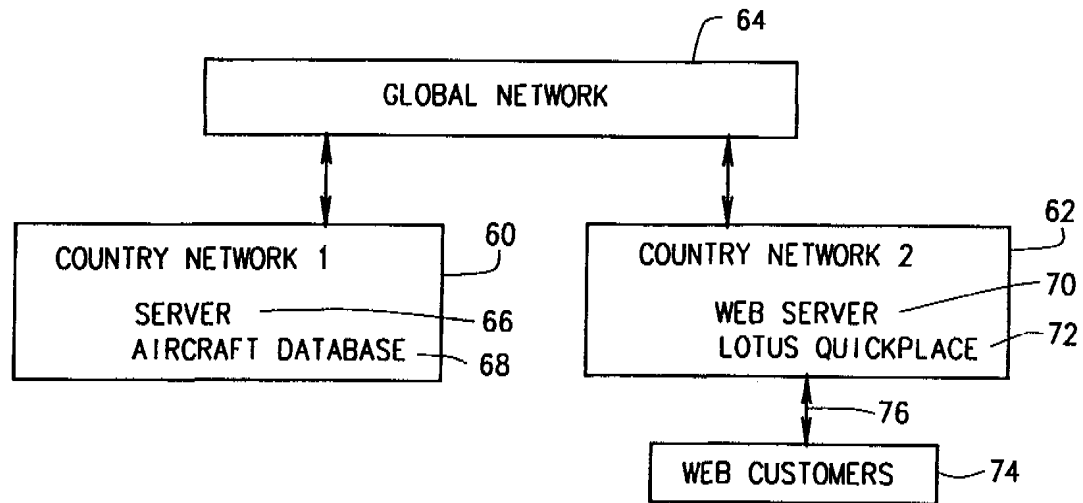 64
GLOBAL NETWORK
60
COUNTRY NETWORK 1
SERVER 66
AIRCRAFT DATABASE 68
62
COUNTRY NETWORK 2
WEB SERVER 70
LOTUS QUICKPLACE 72
76
WEB CUSTOMERS 74